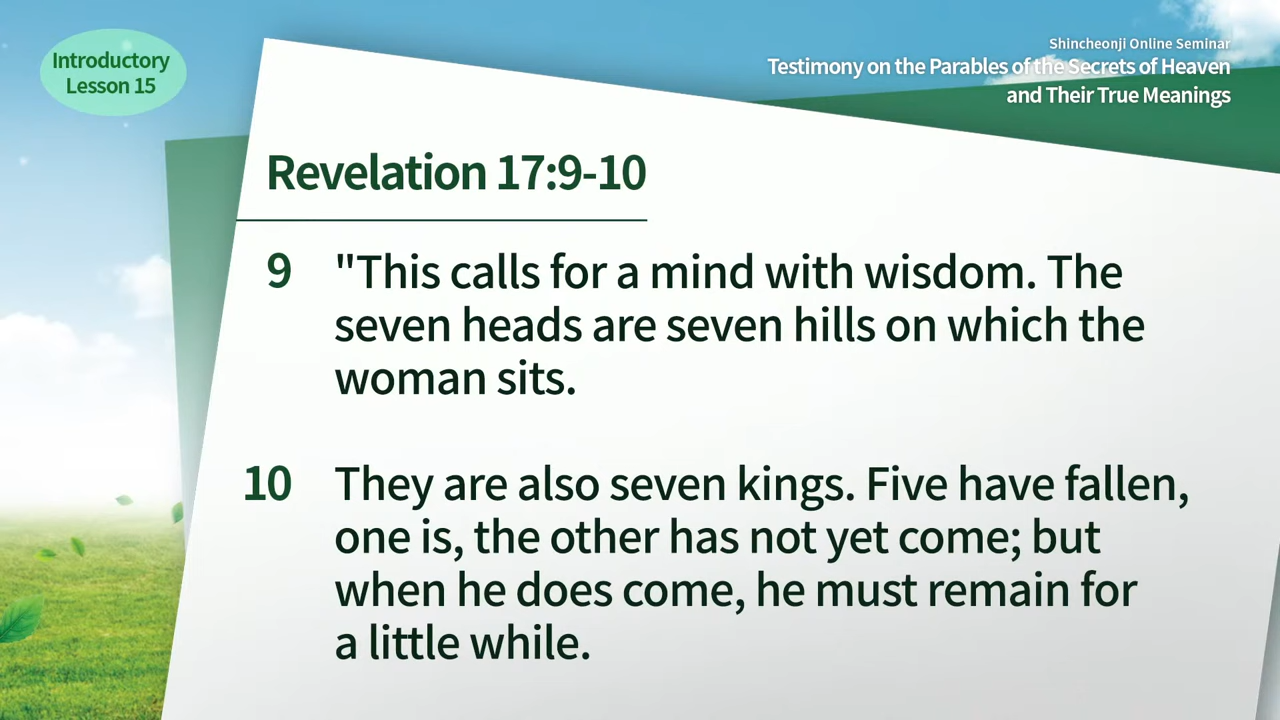 Introductory
Lesson 15
Shincheonji Online Seminar
Testimony on the Parables of the Secrets of Heaven
and Their True Meanings
Revelation 17:9-10
9 "This calls for a mind with wisdom. The
seven heads are seven hills on which the
woman sits.
10 They are also seven kings. Five have fallen,
one is, the other has not yet come; but
when he does come, he must remain for
a little while.